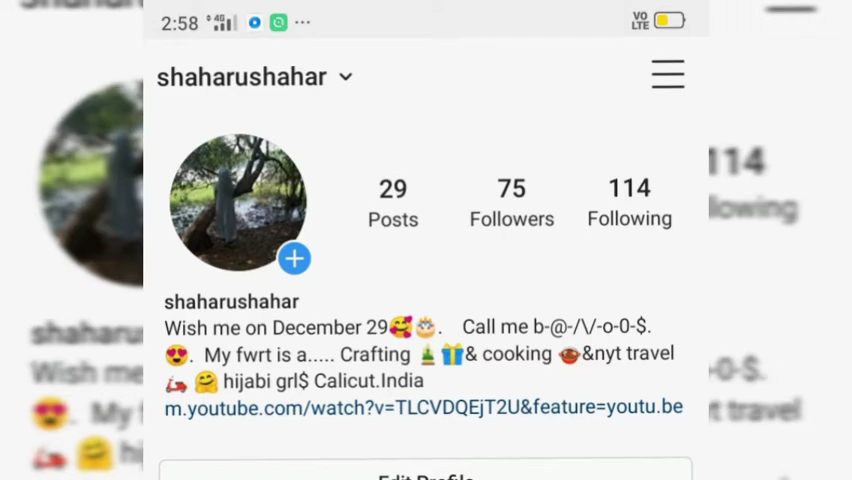 2:58 4G VO LTE
shaharushahar
29 75 114
Posts Followers Following
shaharushahar
Wish me on December 29🥰🎂. Call me b-@-/\/-o-0-$.
😍. My fwrt is a..... Crafting 🎍🎁& cooking 🍲&nyt travel
🛵 🤗 hijabi grl$ Calicut.India
m.youtube.com/watch?v=TLCVDQEjT2U&feature=youtu.be
Edit Profile